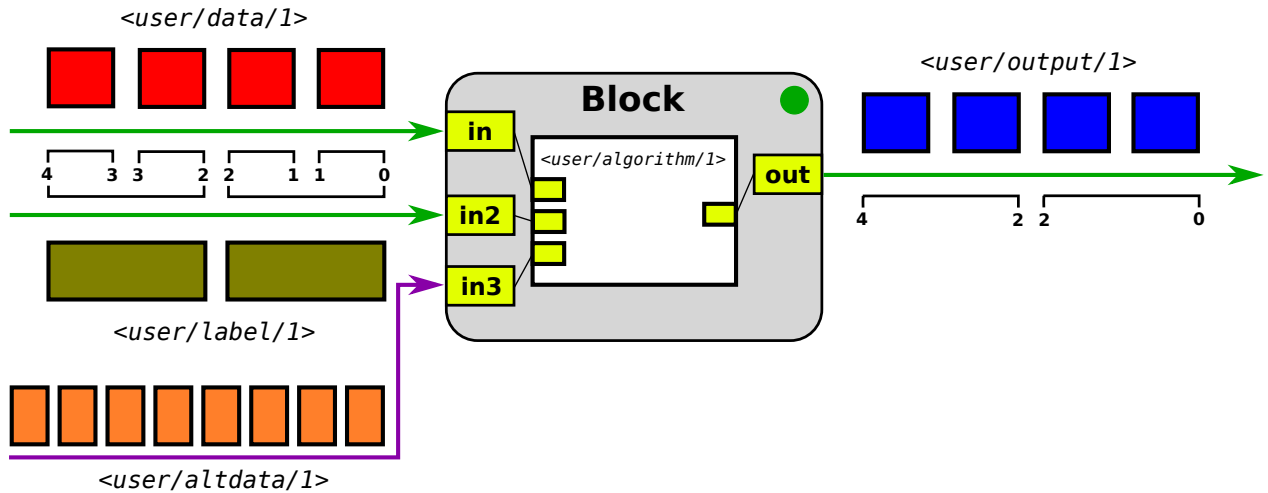 <user/data/1>
<user/output/1>
Block
in
<user/algorithm/1>
4 3 3 2 2 1 1 0
out
in2
4 2 2 0
in3
<user/label/1>
<user/altdata/1>